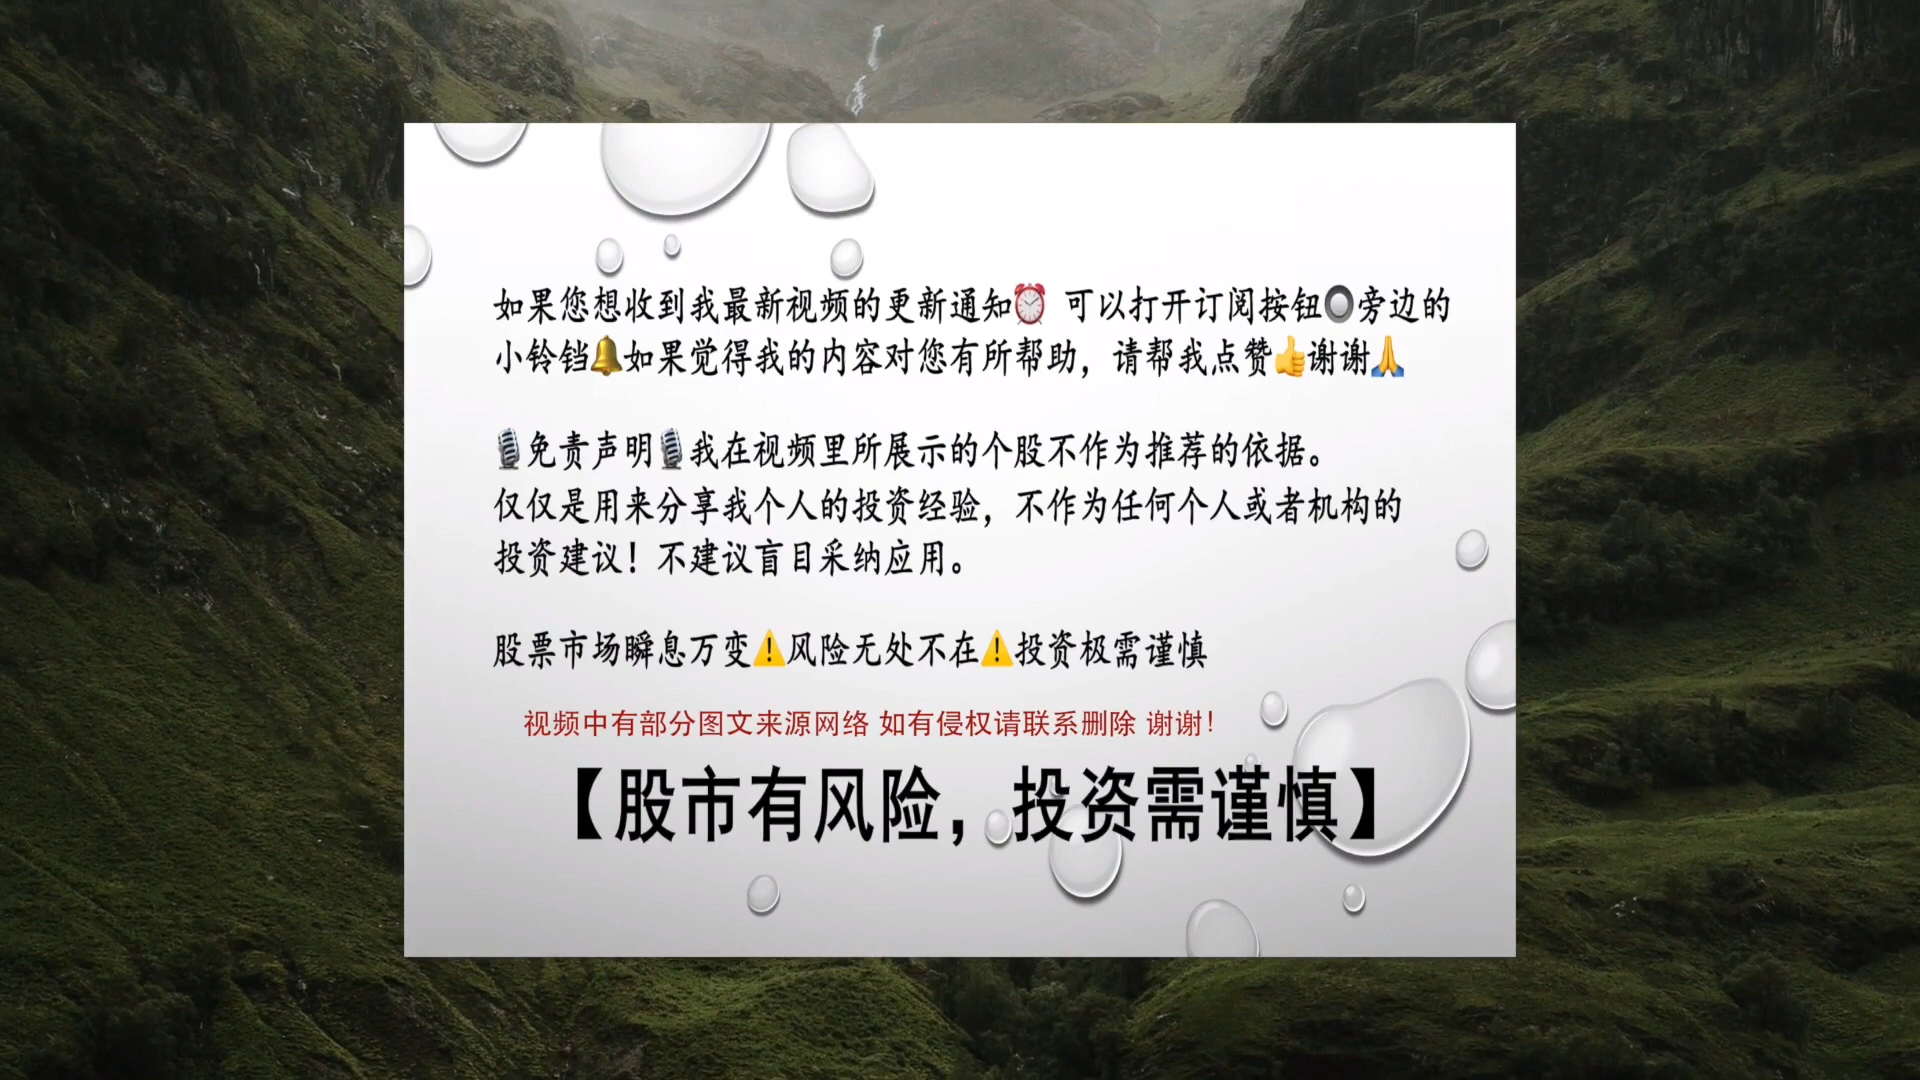 如果您想收到我最新视频的更新通知⏰ 可以打开订阅按钮🔘旁边的
小铃铛🔔如果觉得我的内容对您有所帮助，请帮我点赞👍谢谢🙏
🎙️免责声明🎙️我在视频里所展示的个股不作为推荐的依据。
仅仅是用来分享我个人的投资经验，不作为任何个人或者机构的
投资建议！不建议盲目采纳应用。
股票市场瞬息万变⚠️风险无处不在⚠️投资极需谨慎
视频中有部分图文来源网络 如有侵权请联系删除 谢谢！
【股市有风险，投资需谨慎】